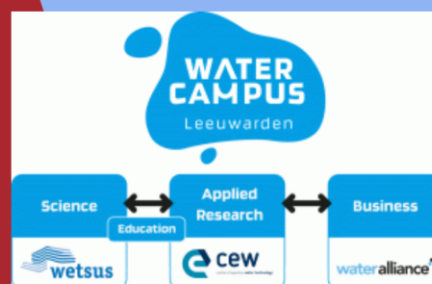 WATER
CAMPUS
Leeuwarden
Science
Applied
Research
Business
Education
wetsus
cew
wateralliance